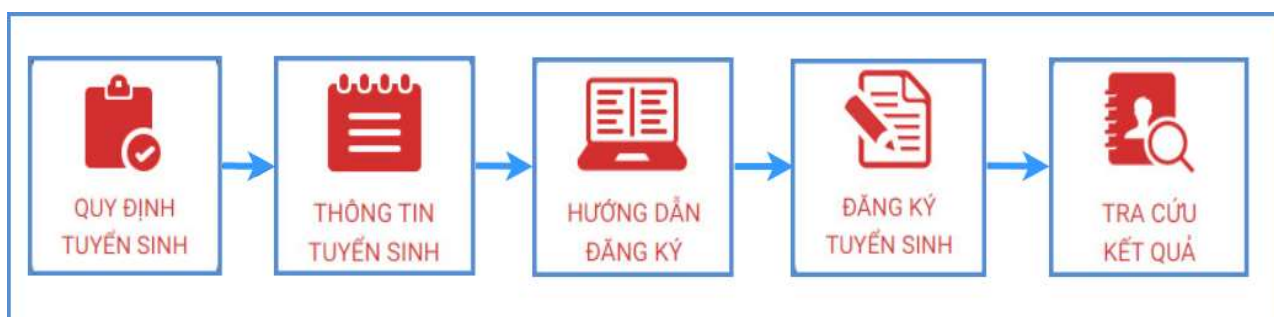 QUY ĐỊNH
TUYỂN SINH
THÔNG TIN
TUYỂN SINH
HƯỚNG DẪN
ĐĂNG KÝ
ĐĂNG KÝ
TUYỂN SINH
TRA CỨU
KẾT QUẢ